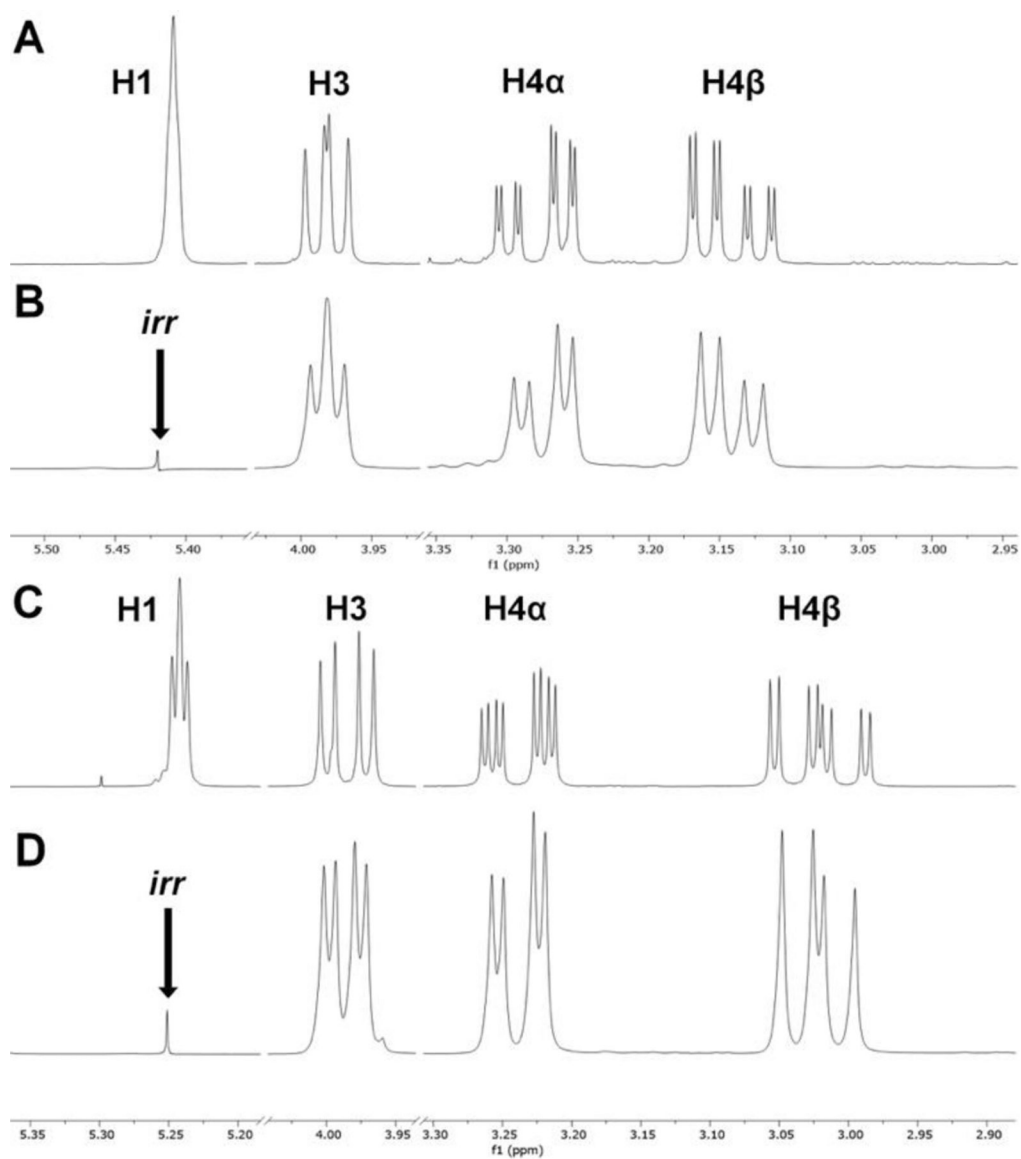 A
H1 H3 H4α H4β
B
irr
5.50 5.45 5.40 4.00 3.95 3.35 3.30 3.25 3.20 3.15 3.10 3.05 3.00 2.95
f1 (ppm)
C
H1 H3 H4α H4β
D
irr
5.35 5.30 5.25 5.20 4.00 3.95 3.30 3.25 3.20 3.15 3.10 3.05 3.00 2.95 2.90
f1 (ppm)